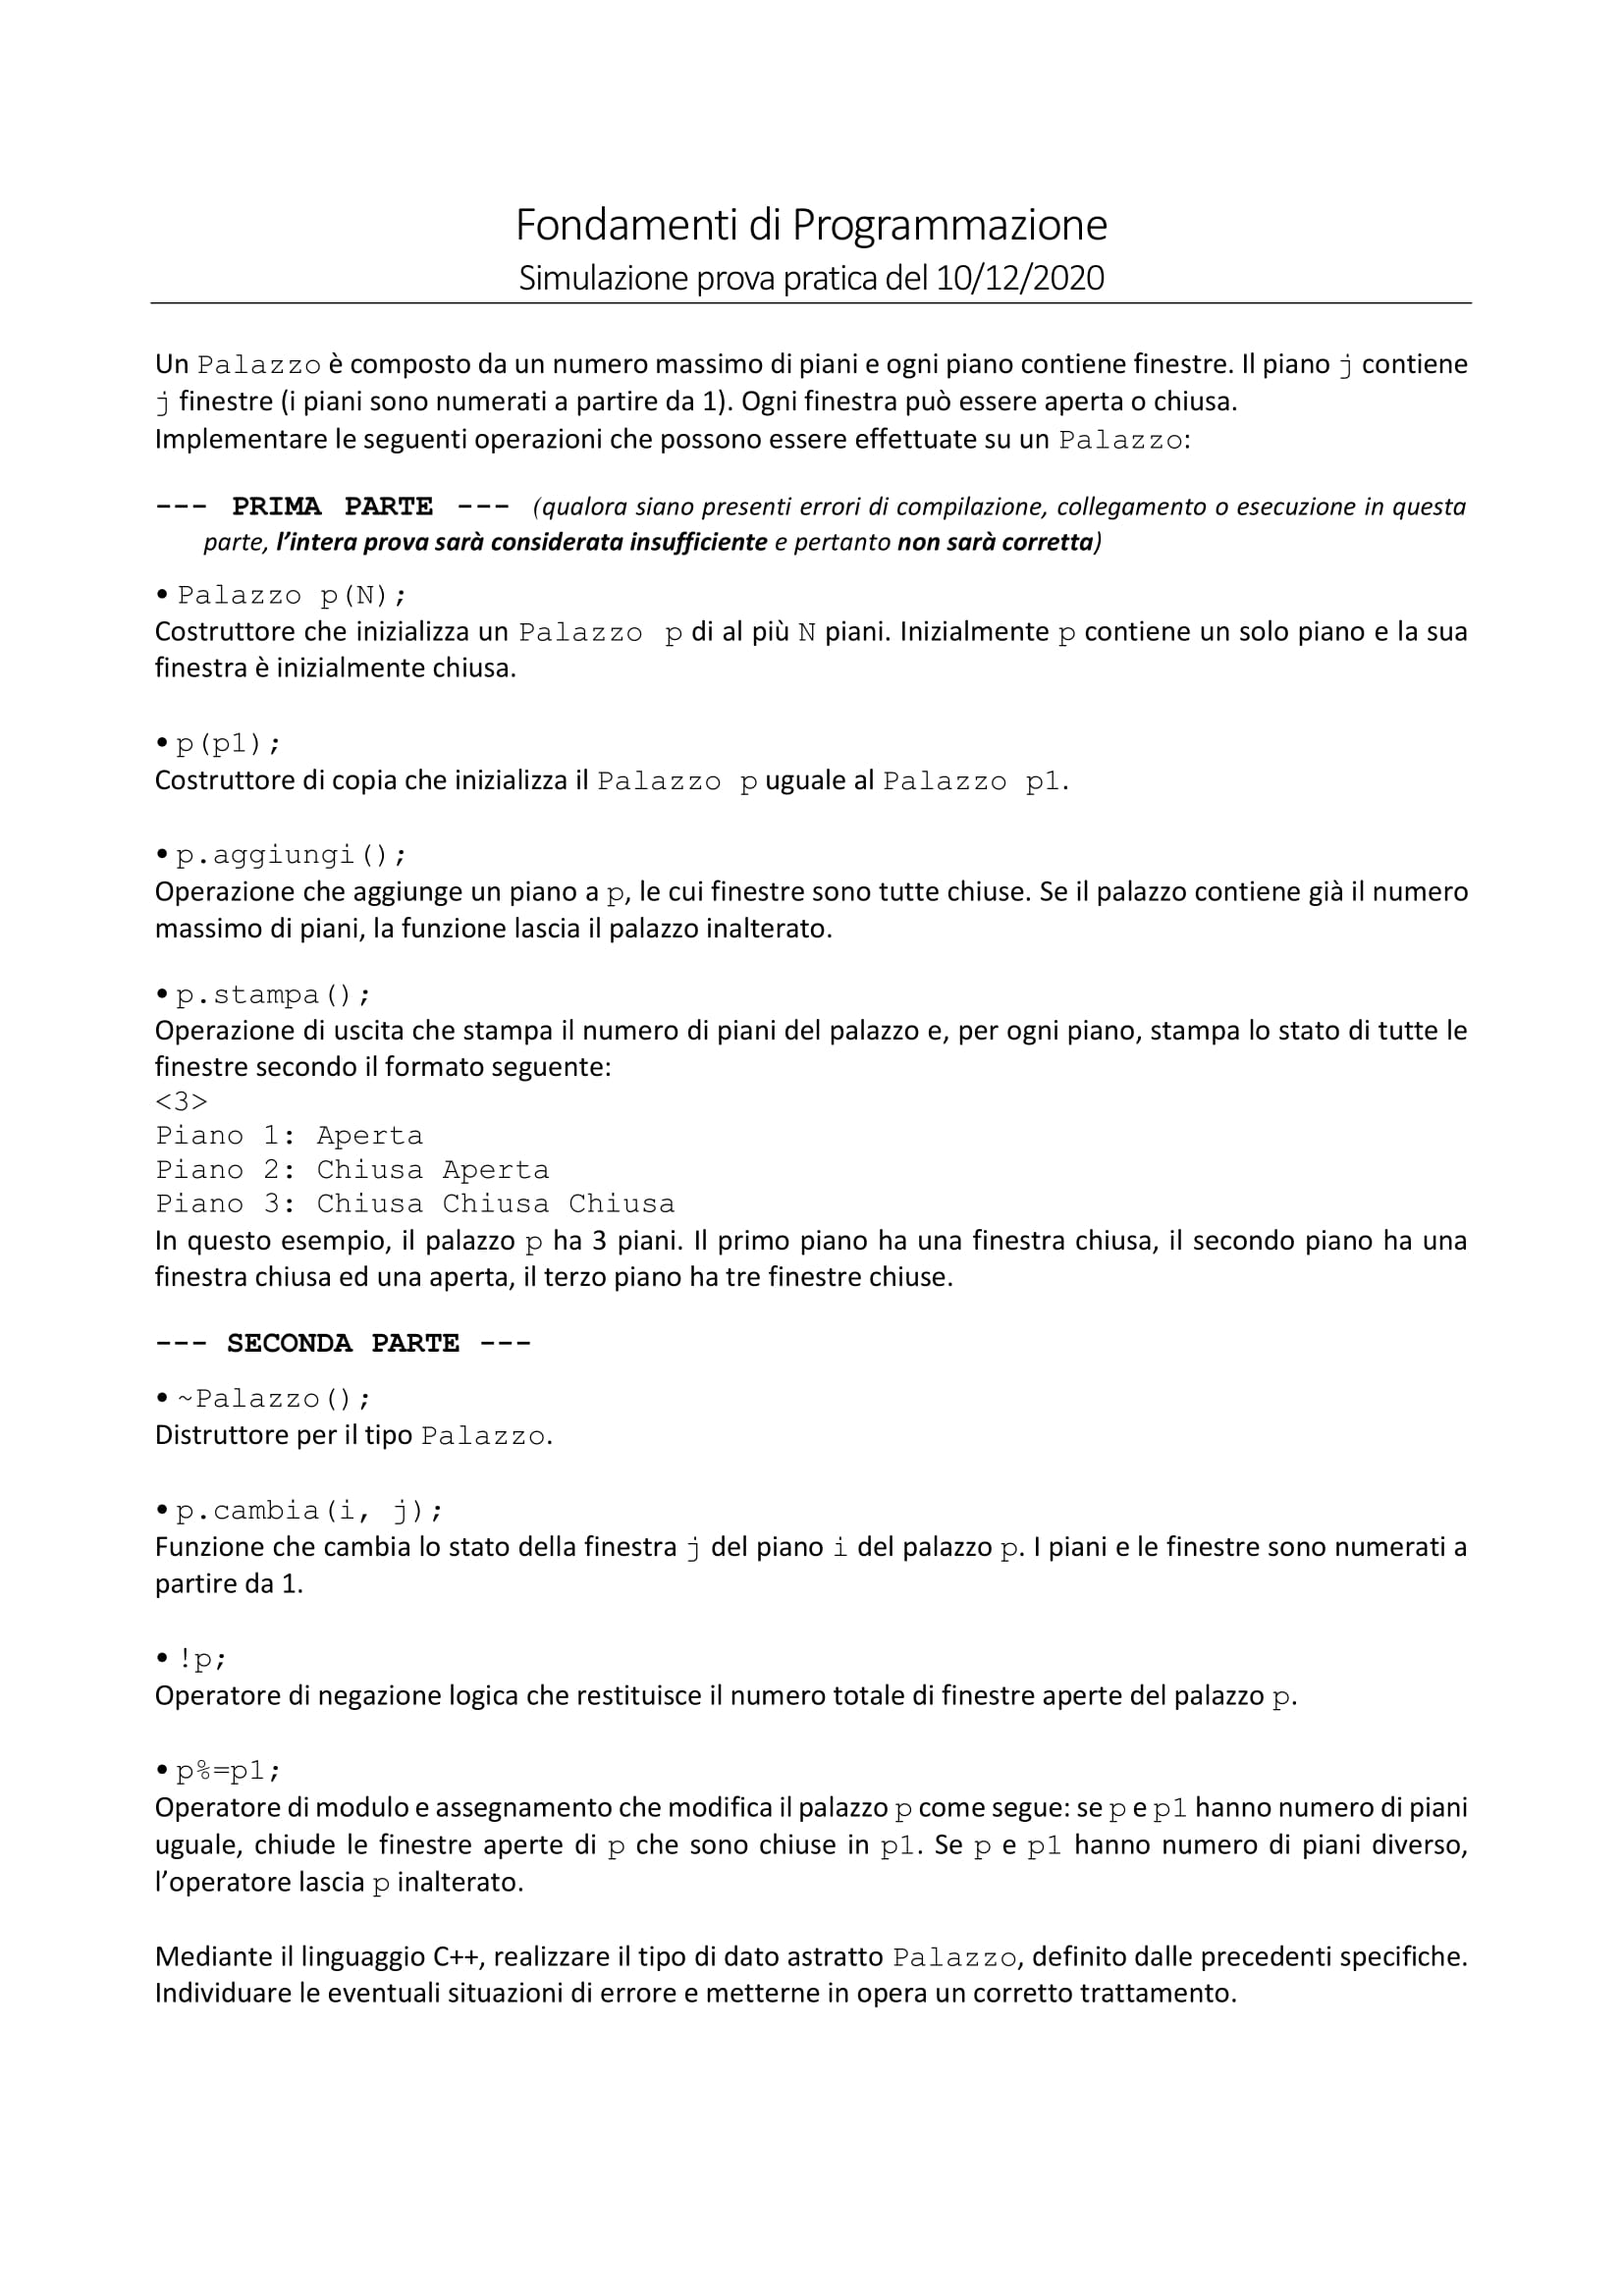 Fondamenti di Programmazione
Simulazione prova pratica del 10/12/2020
Un Palazzo è composto da un numero massimo di piani e ogni piano contiene finestre. Il piano j contiene
j finestre (i piani sono numerati a partire da 1). Ogni finestra può essere aperta o chiusa.
Implementare le seguenti operazioni che possono essere effettuate su un Palazzo:
--- PRIMA PARTE --- (qualora siano presenti errori di compilazione, collegamento o esecuzione in questa
parte, l’intera prova sarà considerata insufficiente e pertanto non sarà corretta)
• Palazzo p(N);
Costruttore che inizializza un Palazzo p di al più N piani. Inizialmente p contiene un solo piano e la sua
finestra è inizialmente chiusa.
• p(p1);
Costruttore di copia che inizializza il Palazzo p uguale al Palazzo p1.
• p.aggiungi();
Operazione che aggiunge un piano a p, le cui finestre sono tutte chiuse. Se il palazzo contiene già il numero
massimo di piani, la funzione lascia il palazzo inalterato.
• p.stampa();
Operazione di uscita che stampa il numero di piani del palazzo e, per ogni piano, stampa lo stato di tutte le
finestre secondo il formato seguente:
<3>
Piano 1: Aperta
Piano 2: Chiusa Aperta
Piano 3: Chiusa Chiusa Chiusa
In questo esempio, il palazzo p ha 3 piani. Il primo piano ha una finestra chiusa, il secondo piano ha una
finestra chiusa ed una aperta, il terzo piano ha tre finestre chiuse.
--- SECONDA PARTE ---
• ~Palazzo();
Distruttore per il tipo Palazzo.
• p.cambia(i, j);
Funzione che cambia lo stato della finestra j del piano i del palazzo p. I piani e le finestre sono numerati a
partire da 1.
• !p;
Operatore di negazione logica che restituisce il numero totale di finestre aperte del palazzo p.
• p%=p1;
Operatore di modulo e assegnamento che modifica il palazzo p come segue: se p e p1 hanno numero di piani
uguale, chiude le finestre aperte di p che sono chiuse in p1. Se p e p1 hanno numero di piani diverso,
l’operatore lascia p inalterato.
Mediante il linguaggio C++, realizzare il tipo di dato astratto Palazzo, definito dalle precedenti specifiche.
Individuare le eventuali situazioni di errore e metterne in opera un corretto trattamento.